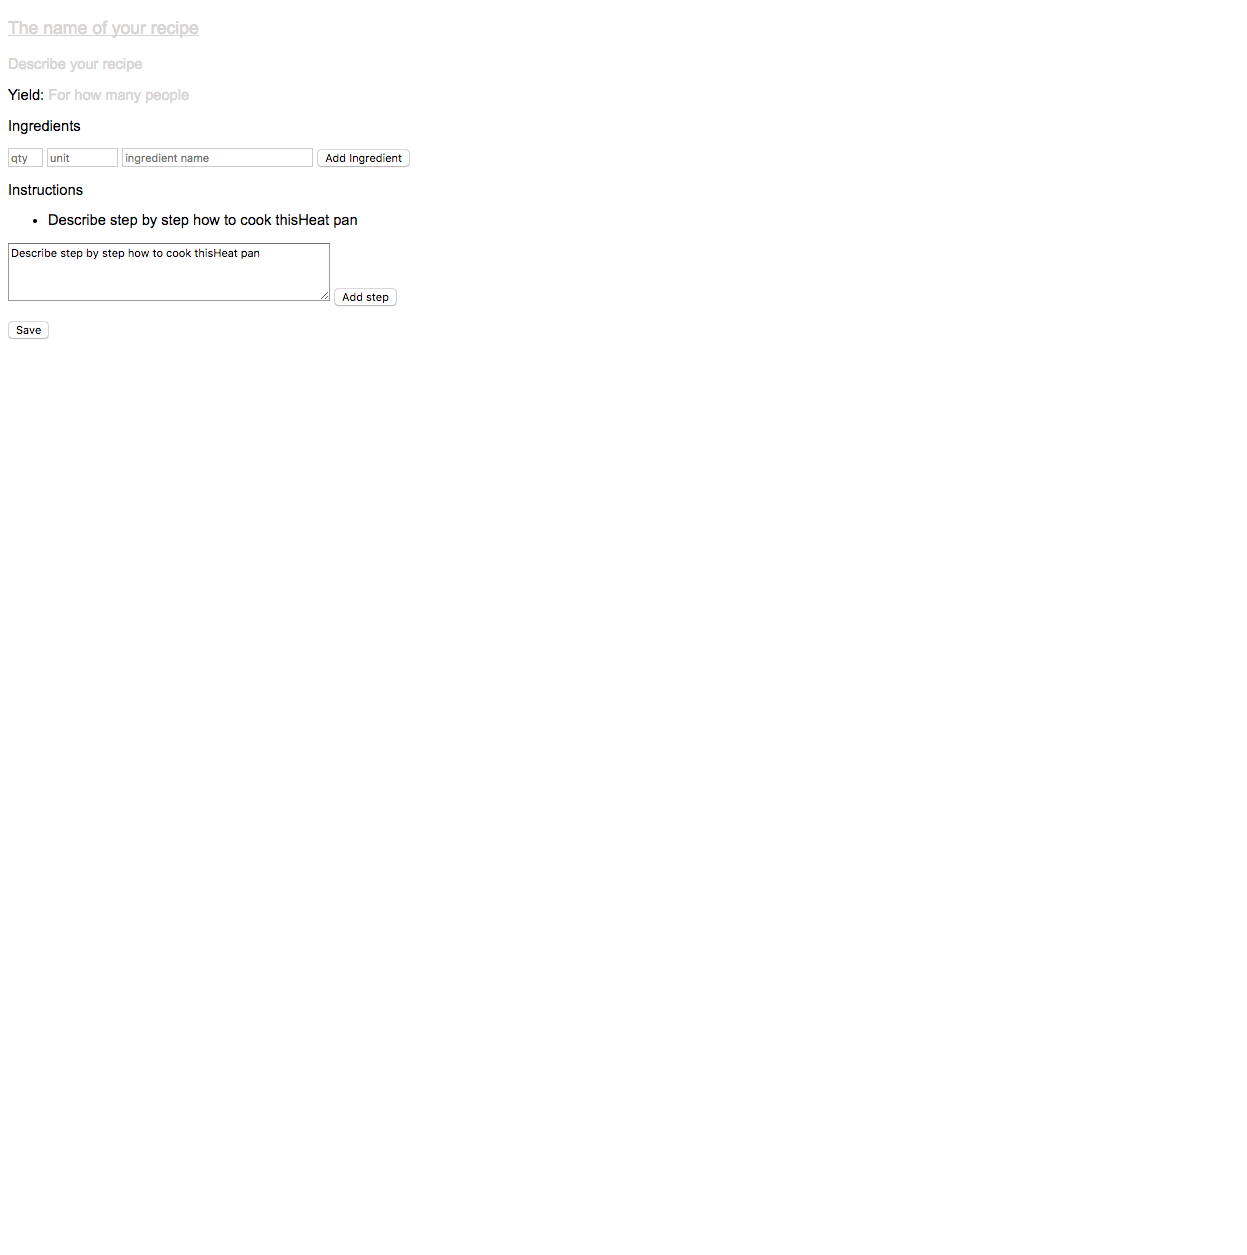 The name of your recipe
Describe your recipe
Yield: For how many people
Ingredients
qty unit ingredient name Add Ingredient
Instructions
• Describe step by step how to cook thisHeat pan
Describe step by step how to cook thisHeat pan
Add step
Save